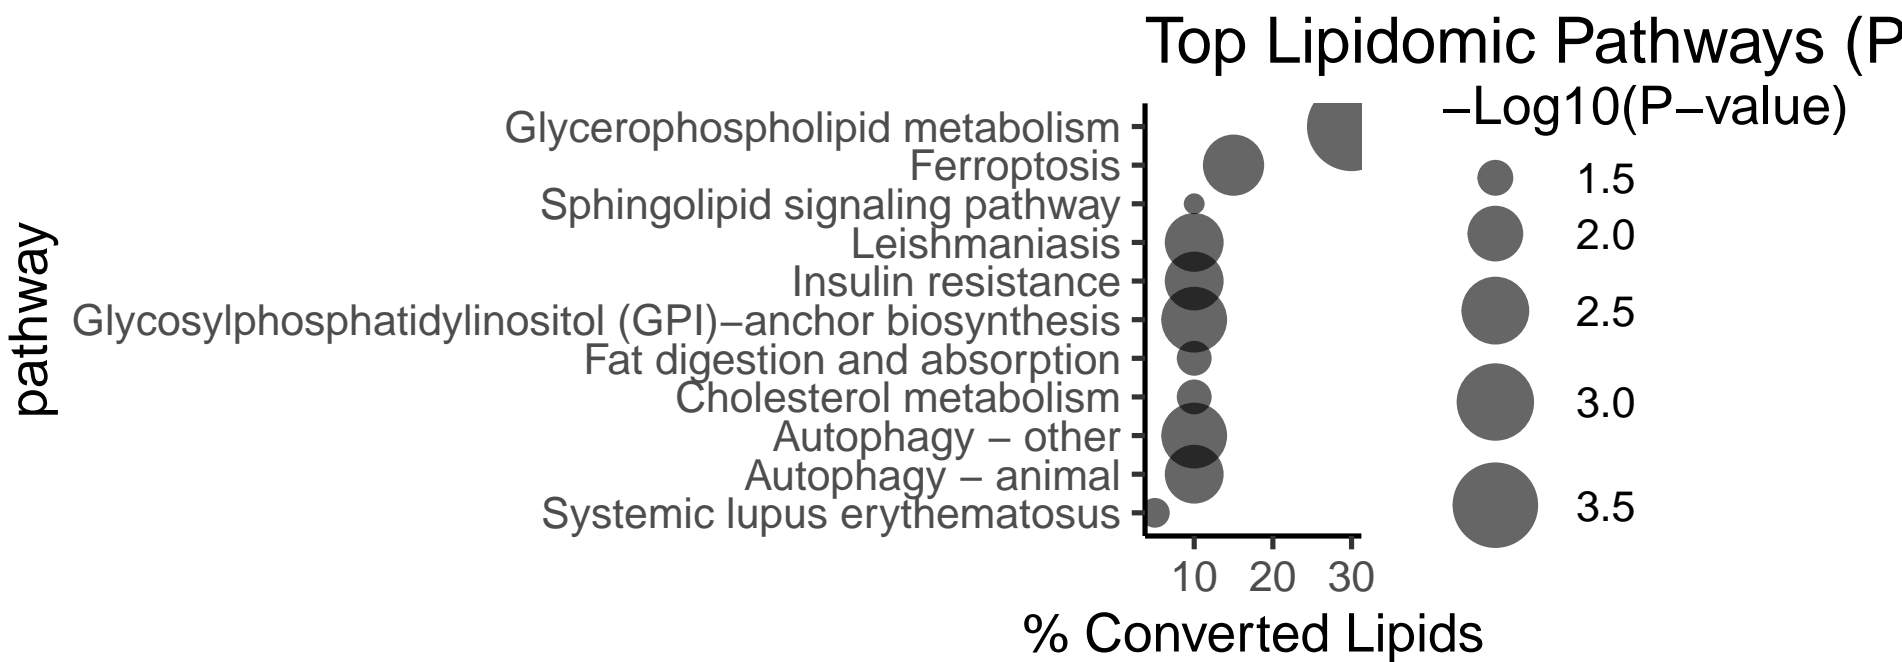 Top Lipidomic Pathways (P
−Log10(P−value)
Glycerophospholipid metabolism
Ferroptosis
Sphingolipid signaling pathway
Leishmaniasis
Insulin resistance
Glycosylphosphatidylinositol (GPI)−anchor biosynthesis
Fat digestion and absorption
Cholesterol metabolism
Autophagy − other
Autophagy − animal
Systemic lupus erythematosus
pathway
1.5
2.0
2.5
3.0
3.5
10 20 30
% Converted Lipids